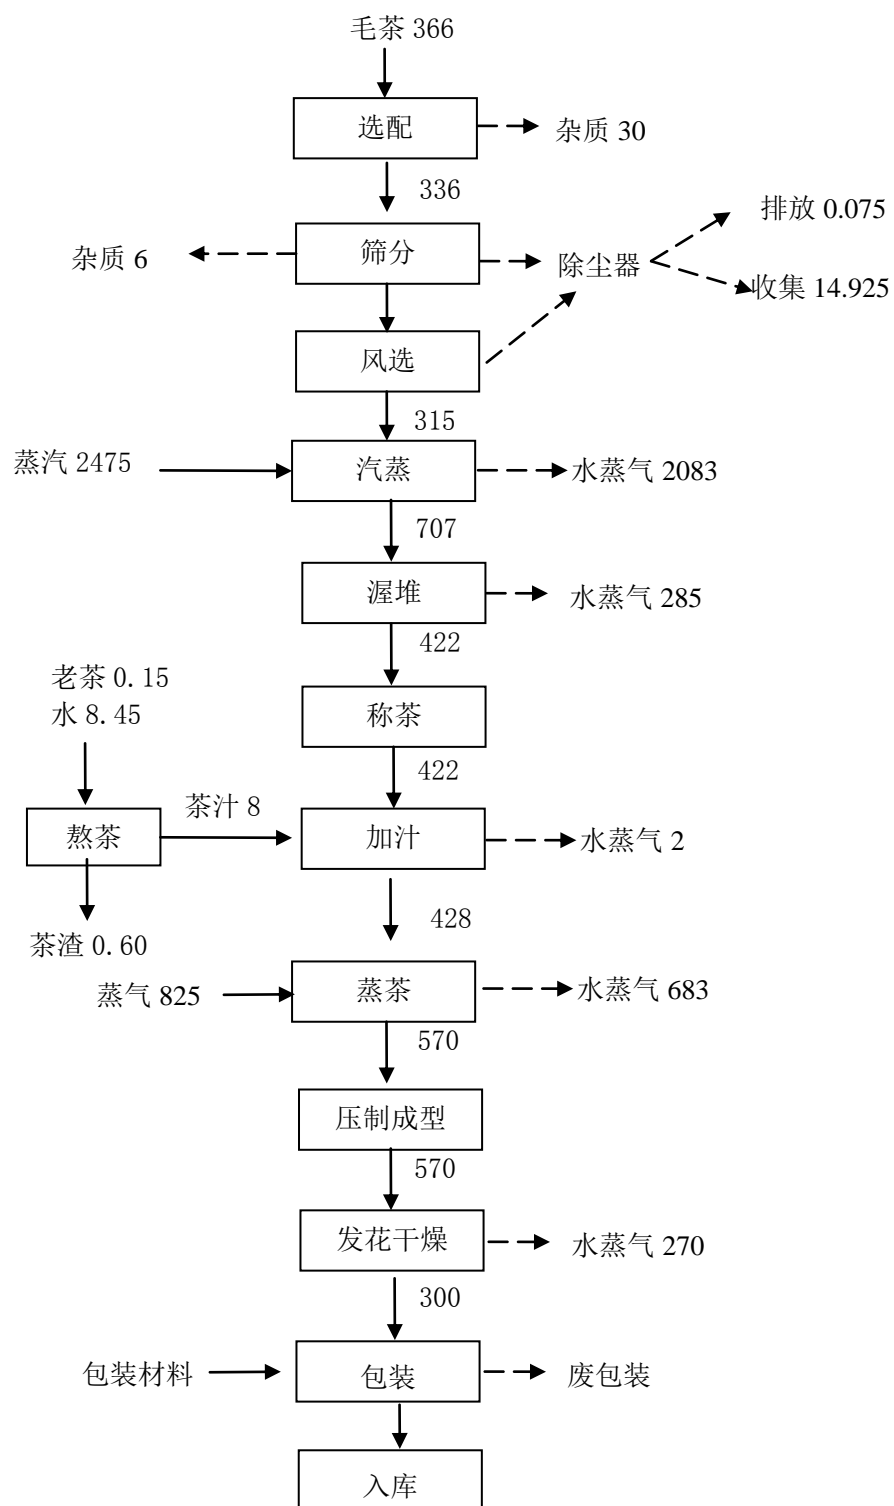 毛茶 366
选配
杂质 30
336
排放 0.075
杂质 6
筛分
除尘器
收集 14.925
风选
315
蒸汽 2475
汽蒸
水蒸气 2083
707
渥堆
水蒸气 285
422
老茶 0.15
水 8.45
称茶
422
茶汁 8
熬茶
加汁
水蒸气 2
428
茶渣 0.60
蒸气 825
蒸茶
水蒸气 683
570
压制成型
570
发花干燥
水蒸气 270
300
包装材料
包装
废包装
入库